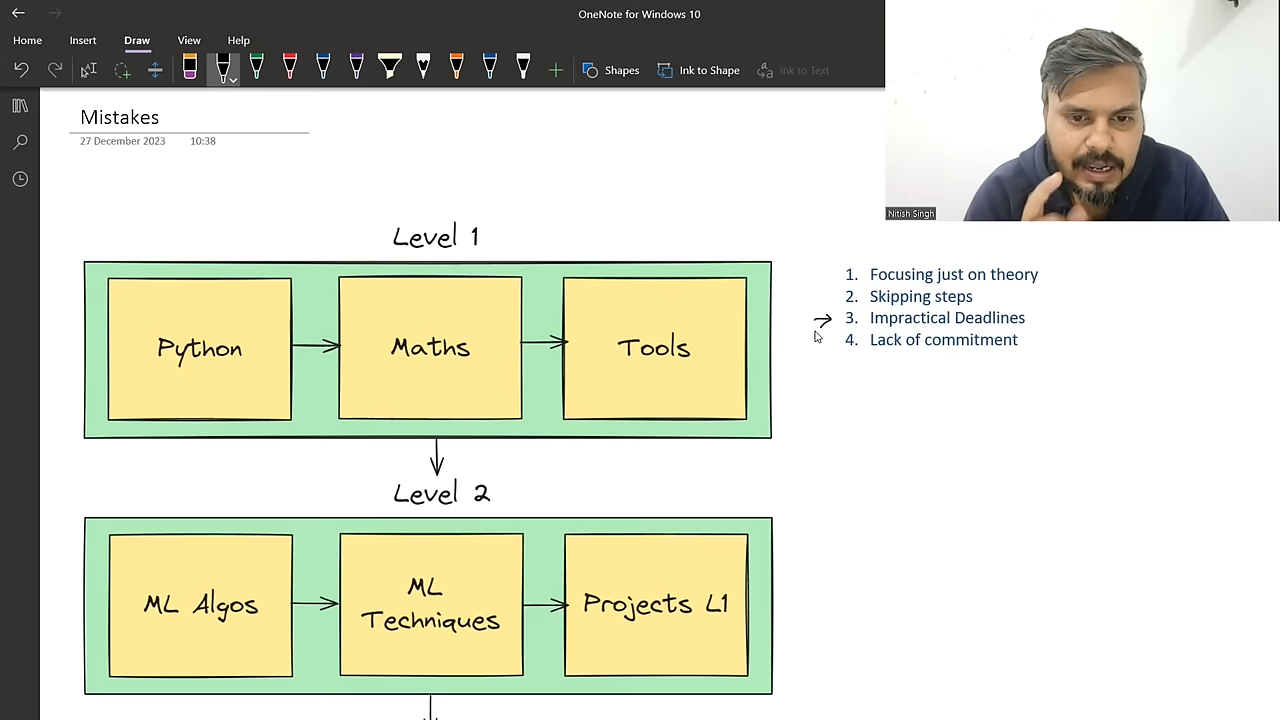 OneNote for Windows 10
Home Insert Draw View Help
Shapes Ink to Shape Ink to Text
Mistakes
27 December 2023 10:38
Nitish Singh
Level 1
Python Maths Tools
1. Focusing just on theory
2. Skipping steps
3. Impractical Deadlines
4. Lack of commitment
Level 2
ML Algos
ML
Techniques
Projects L1